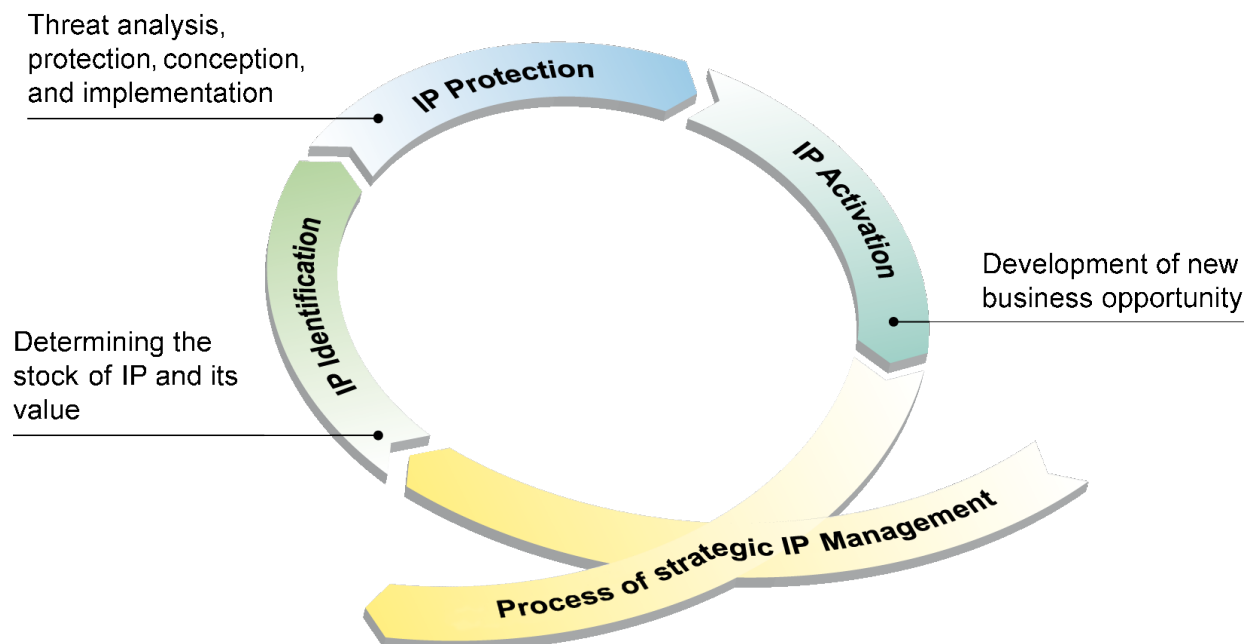 Threat analysis,
protection, conception,
and implementation
IP Protection
IP Activation
IP Identification
Development of new
business opportunity
Determining the
stock of IP and its
value
Process of strategic IP Management